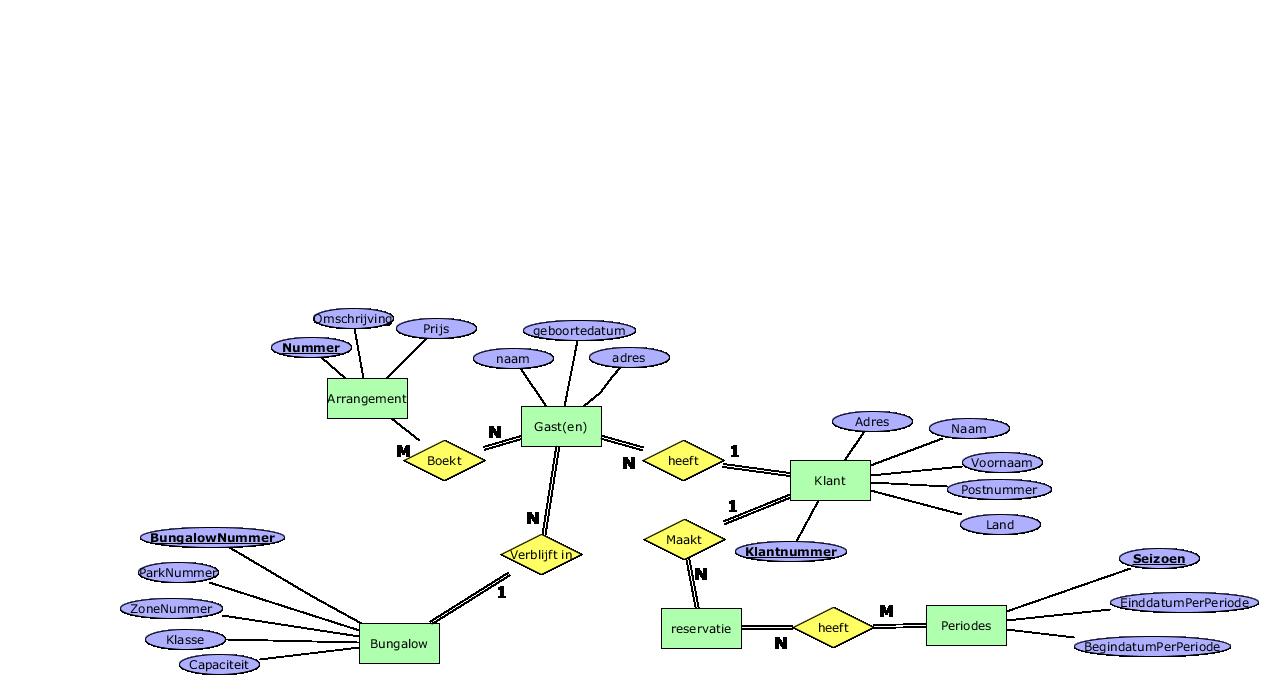 Omschrijving
Prijs
Nummer
geboortedatum
naam
adres
Arrangement
Gast(en)
Adres
Naam
N
M
Boekt
N
heeft
1
Voornaam
Klant
Postnummer
1
Land
N
Maakt
Klantnummer
BungalowNummer
Verblijft in
Seizoen
ParkNummer
N
1
EinddatumPerPeriode
ZoneNummer
M
reservatie
heeft
Periodes
N
Klasse
Bungalow
BegindatumPerPeriode
Capaciteit